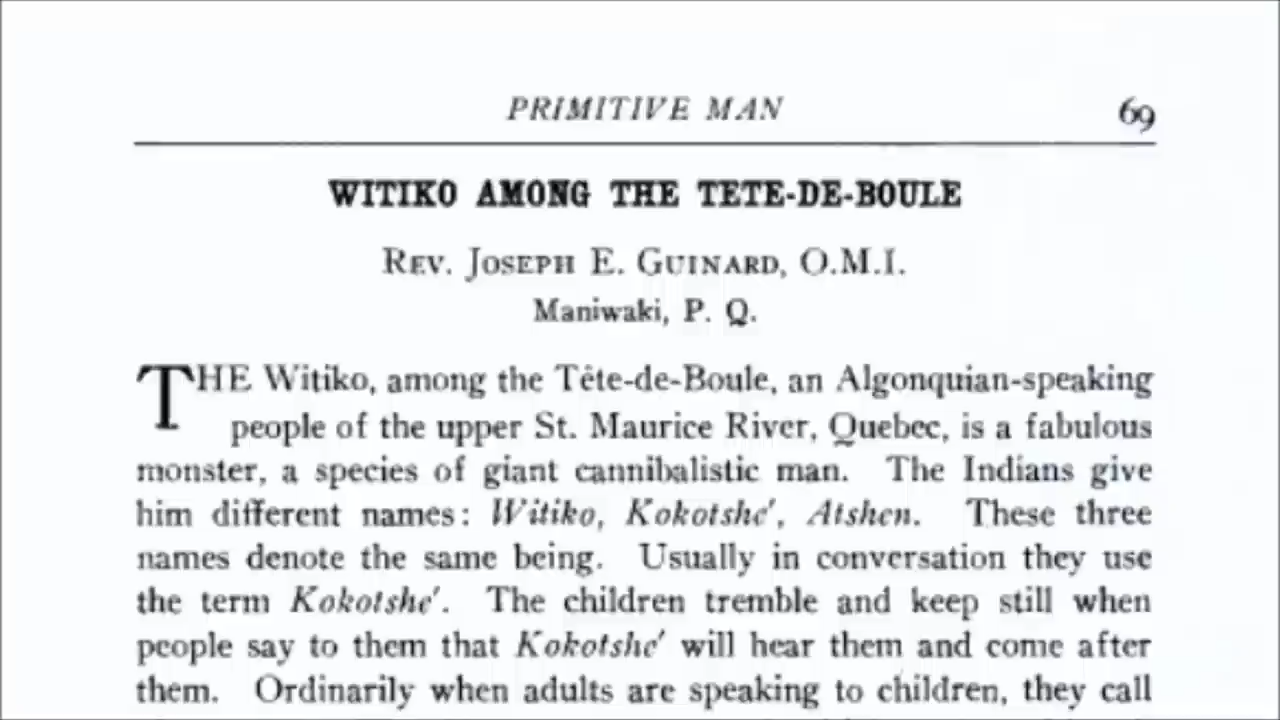 PRIMITIVE MAN 69
WITIKO AMONG THE TETE-DE-BOULE
Rev. Joseph E. Guinard, O.M.I.
Maniwaki, P. Q.
THE Witiko, among the Tête-de-Boule, an Algonquian-speaking
people of the upper St. Maurice River, Quebec, is a fabulous
monster, a species of giant cannibalistic man. The Indians give
him different names: Witiko, Kokotshe', Atshen. These three
names denote the same being. Usually in conversation they use
the term Kokotshe'. The children tremble and keep still when
people say to them that Kokotshe' will hear them and come after
them. Ordinarily when adults are speaking to children, they call